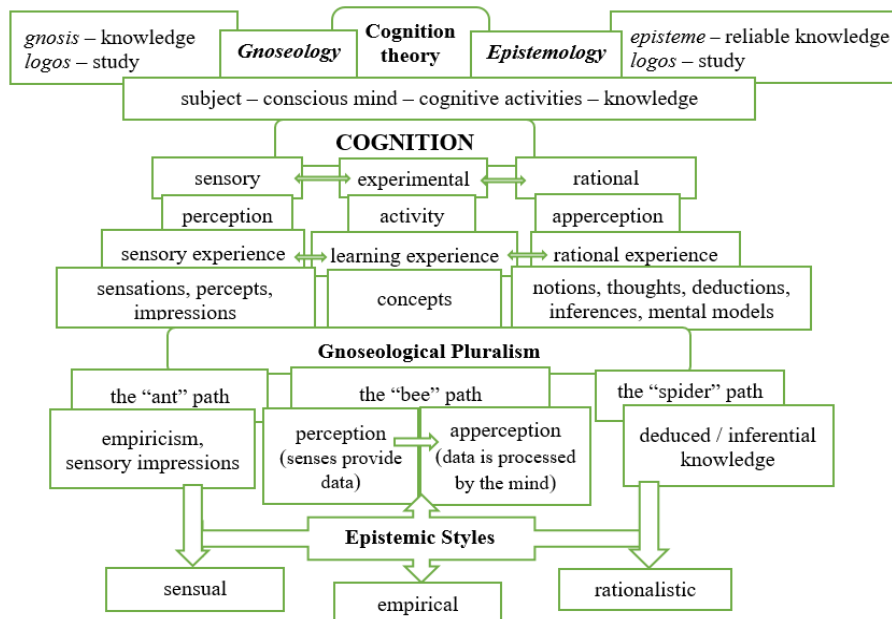 gnosis – knowledge
logos – study
Gnoseology
Cognition
theory
Epistemology
episteme – reliable knowledge
logos – study
subject – conscious mind – cognitive activities – knowledge
COGNITION
sensory
experimental
rational
perception
activity
apperception
sensory experience
learning experience
rational experience
sensations, percepts,
impressions
concepts
notions, thoughts, deductions,
inferences, mental models
Gnoseological Pluralism
the “ant” path
the “bee” path
the “spider” path
empiricism,
sensory impressions
perception
(senses provide
data)
apperception
(data is processed
by the mind)
deduced / inferential
knowledge
Epistemic Styles
sensual
empirical
rationalistic